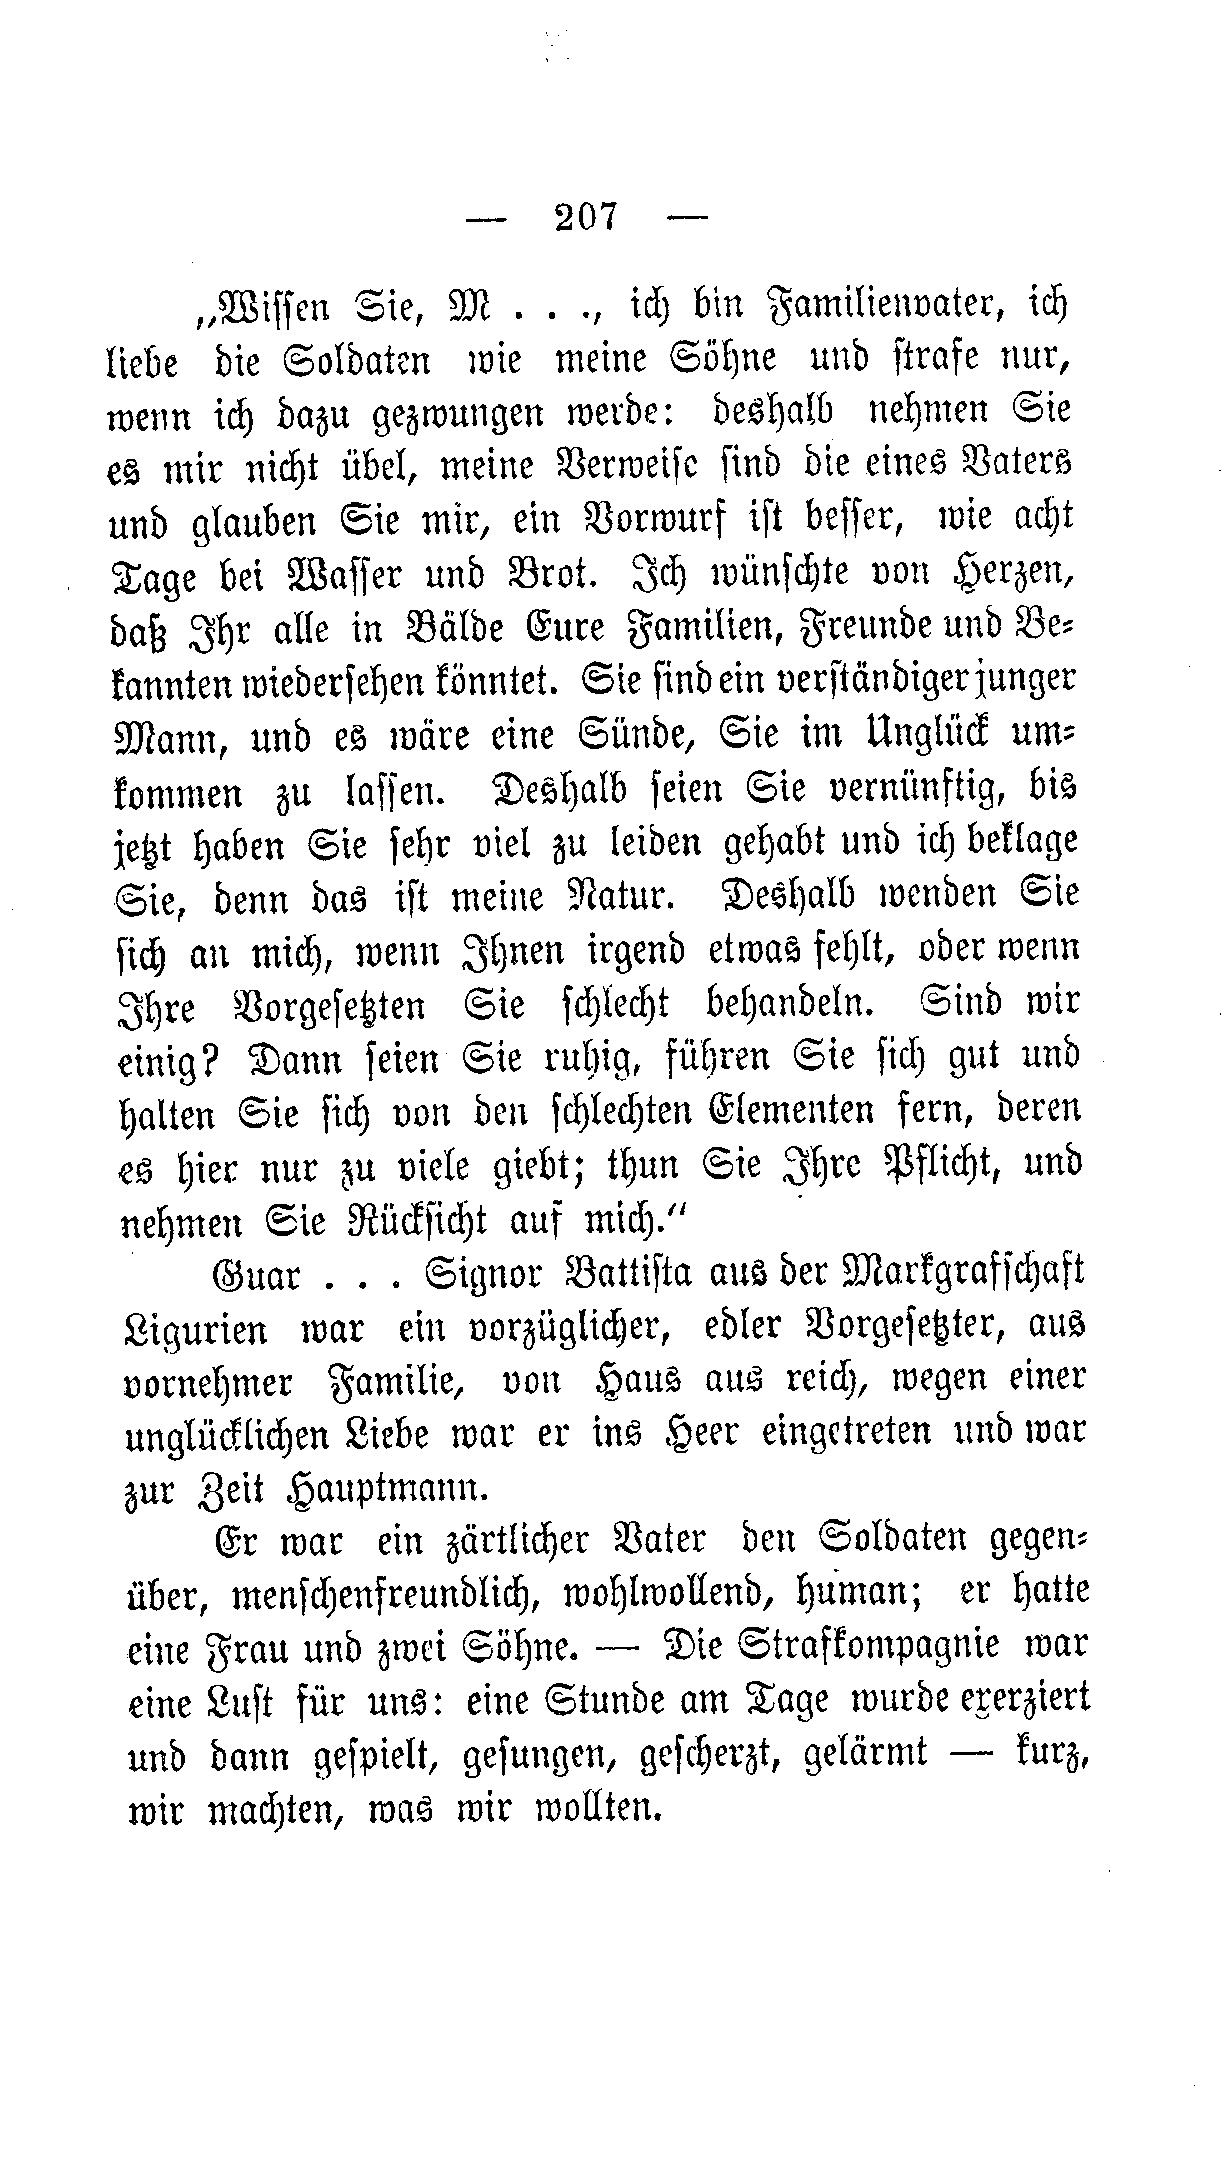 — 207 —
„Wissen Sie, M . . ., ich bin Familienvater, ich
liebe die Soldaten wie meine Söhne und strafe nur,
wenn ich dazu gezwungen werde: deshalb nehmen Sie
es mir nicht übel, meine Verweise sind die eines Vaters
und glauben Sie mir, ein Vorwurf ist besser, wie acht
Tage bei Wasser und Brot. Ich wünschte von Herzen,
daß Ihr alle in Bälde Eure Familien, Freunde und Be-
kannten wiedersehen könntet. Sie sind ein verständiger junger
Mann, und es wäre eine Sünde, Sie im Unglück um-
kommen zu lassen. Deshalb seien Sie vernünftig, bis
jetzt haben Sie sehr viel zu leiden gehabt und ich beklage
Sie, denn das ist meine Natur. Deshalb wenden Sie
sich an mich, wenn Ihnen irgend etwas fehlt, oder wenn
Ihre Vorgesetzten Sie schlecht behandeln. Sind wir
einig? Dann seien Sie ruhig, führen Sie sich gut und
halten Sie sich von den schlechten Elementen fern, deren
es hier nur zu viele giebt; thun Sie Ihre Pflicht, und
nehmen Sie Rücksicht auf mich.“
Guar . . . Signor Battista aus der Markgrafschaft
Ligurien war ein vorzüglicher, edler Vorgesetzter, aus
vornehmer Familie, von Haus aus reich, wegen einer
unglücklichen Liebe war er ins Heer eingetreten und war
zur Zeit Hauptmann.
Er war ein zärtlicher Vater den Soldaten gegen-
über, menschenfreundlich, wohlwollend, human; er hatte
eine Frau und zwei Söhne. — Die Strafkompagnie war
eine Lust für uns: eine Stunde am Tage wurde exerziert
und dann gespielt, gesungen, gescherzt, gelärmt — kurz,
wir machten, was wir wollten.